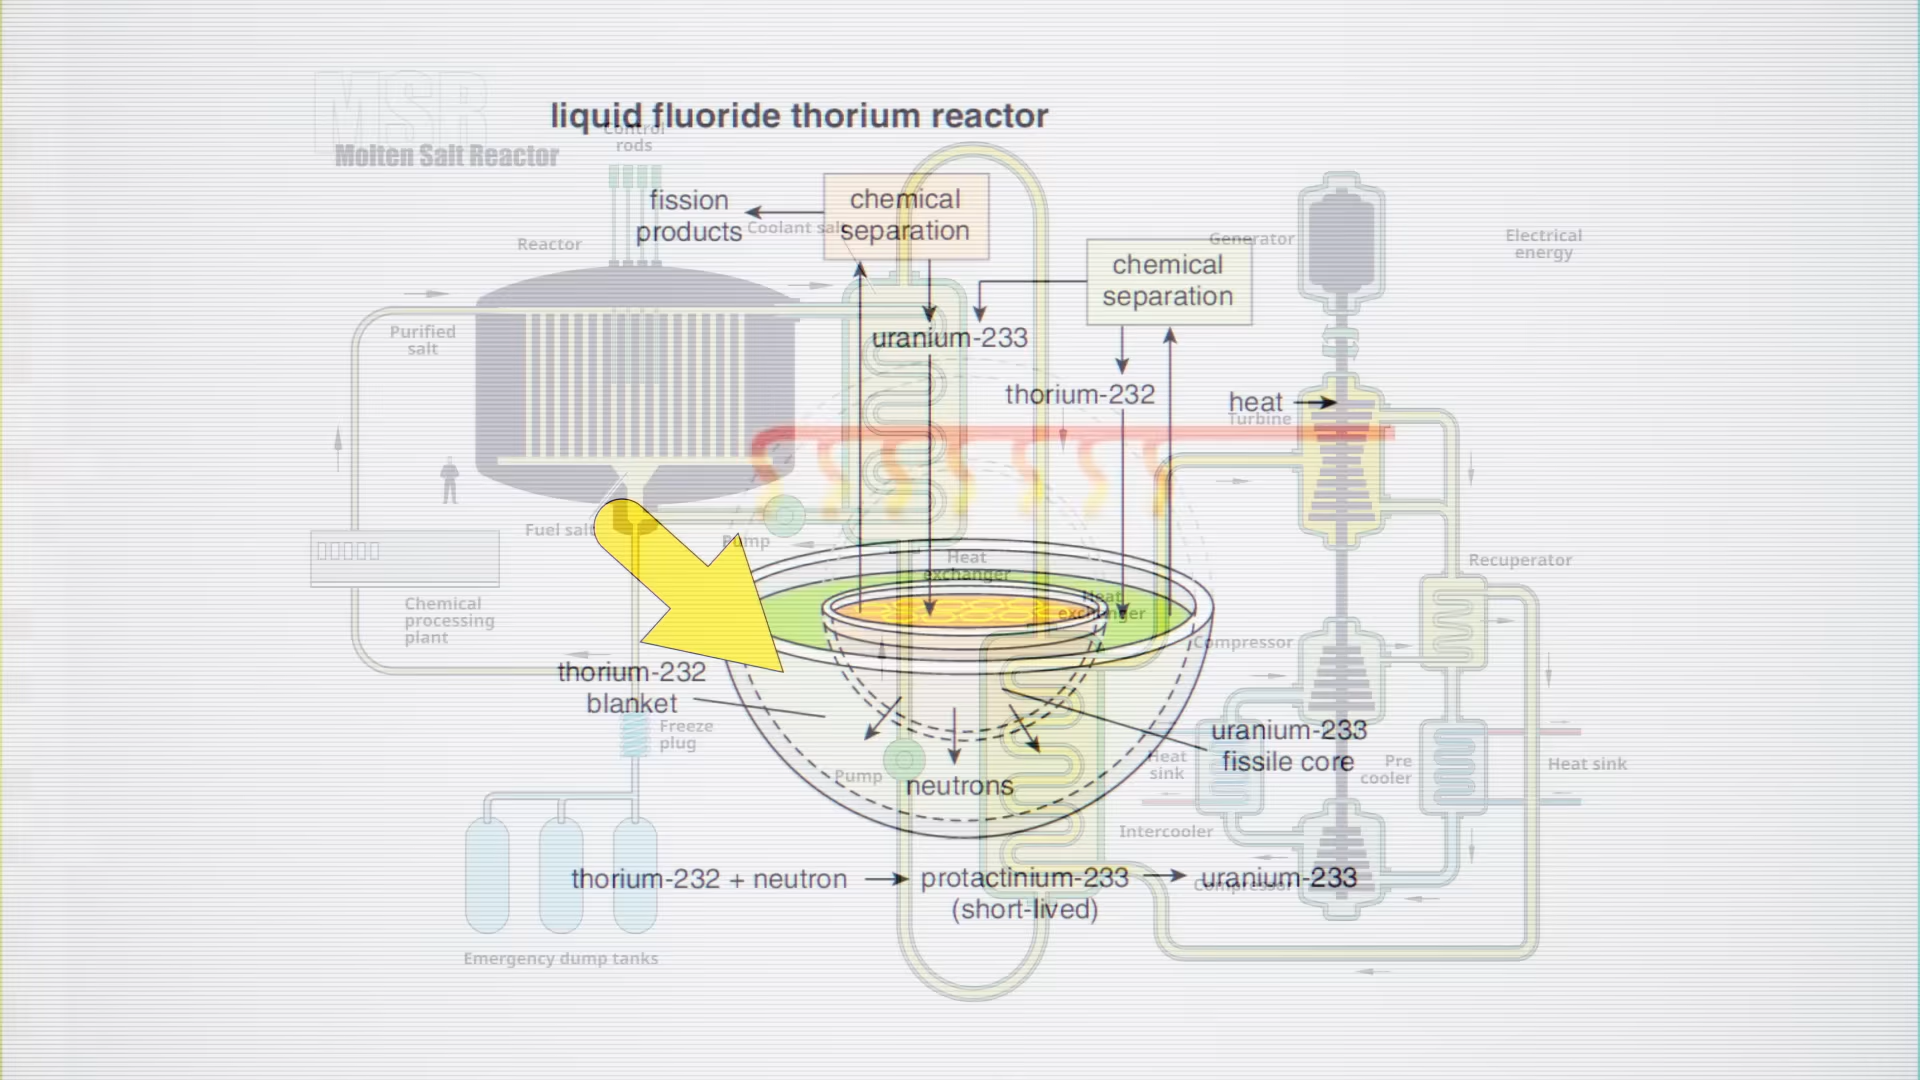 MSR
Molten Salt Reactor
liquid fluoride thorium reactor
Control
rods
fission
products
chemical
separation
Coolant salt
Reactor
chemical
separation
Generator
Electrical
energy
Purified
salt
uranium-233
thorium-232
heat
Turbine
Fuel salt
Pump
Heat
exchanger
Heat
exchanger
Recuperator
Chemical
processing
plant
Compressor
thorium-232
blanket
Freeze
plug
uranium-233
fissile core
Heat
sink
Pre
cooler
Heat sink
Pump
neutrons
Intercooler
thorium-232 + neutron
protactinium-233
(short-lived)
uranium-233
Compressor
Emergency dump tanks